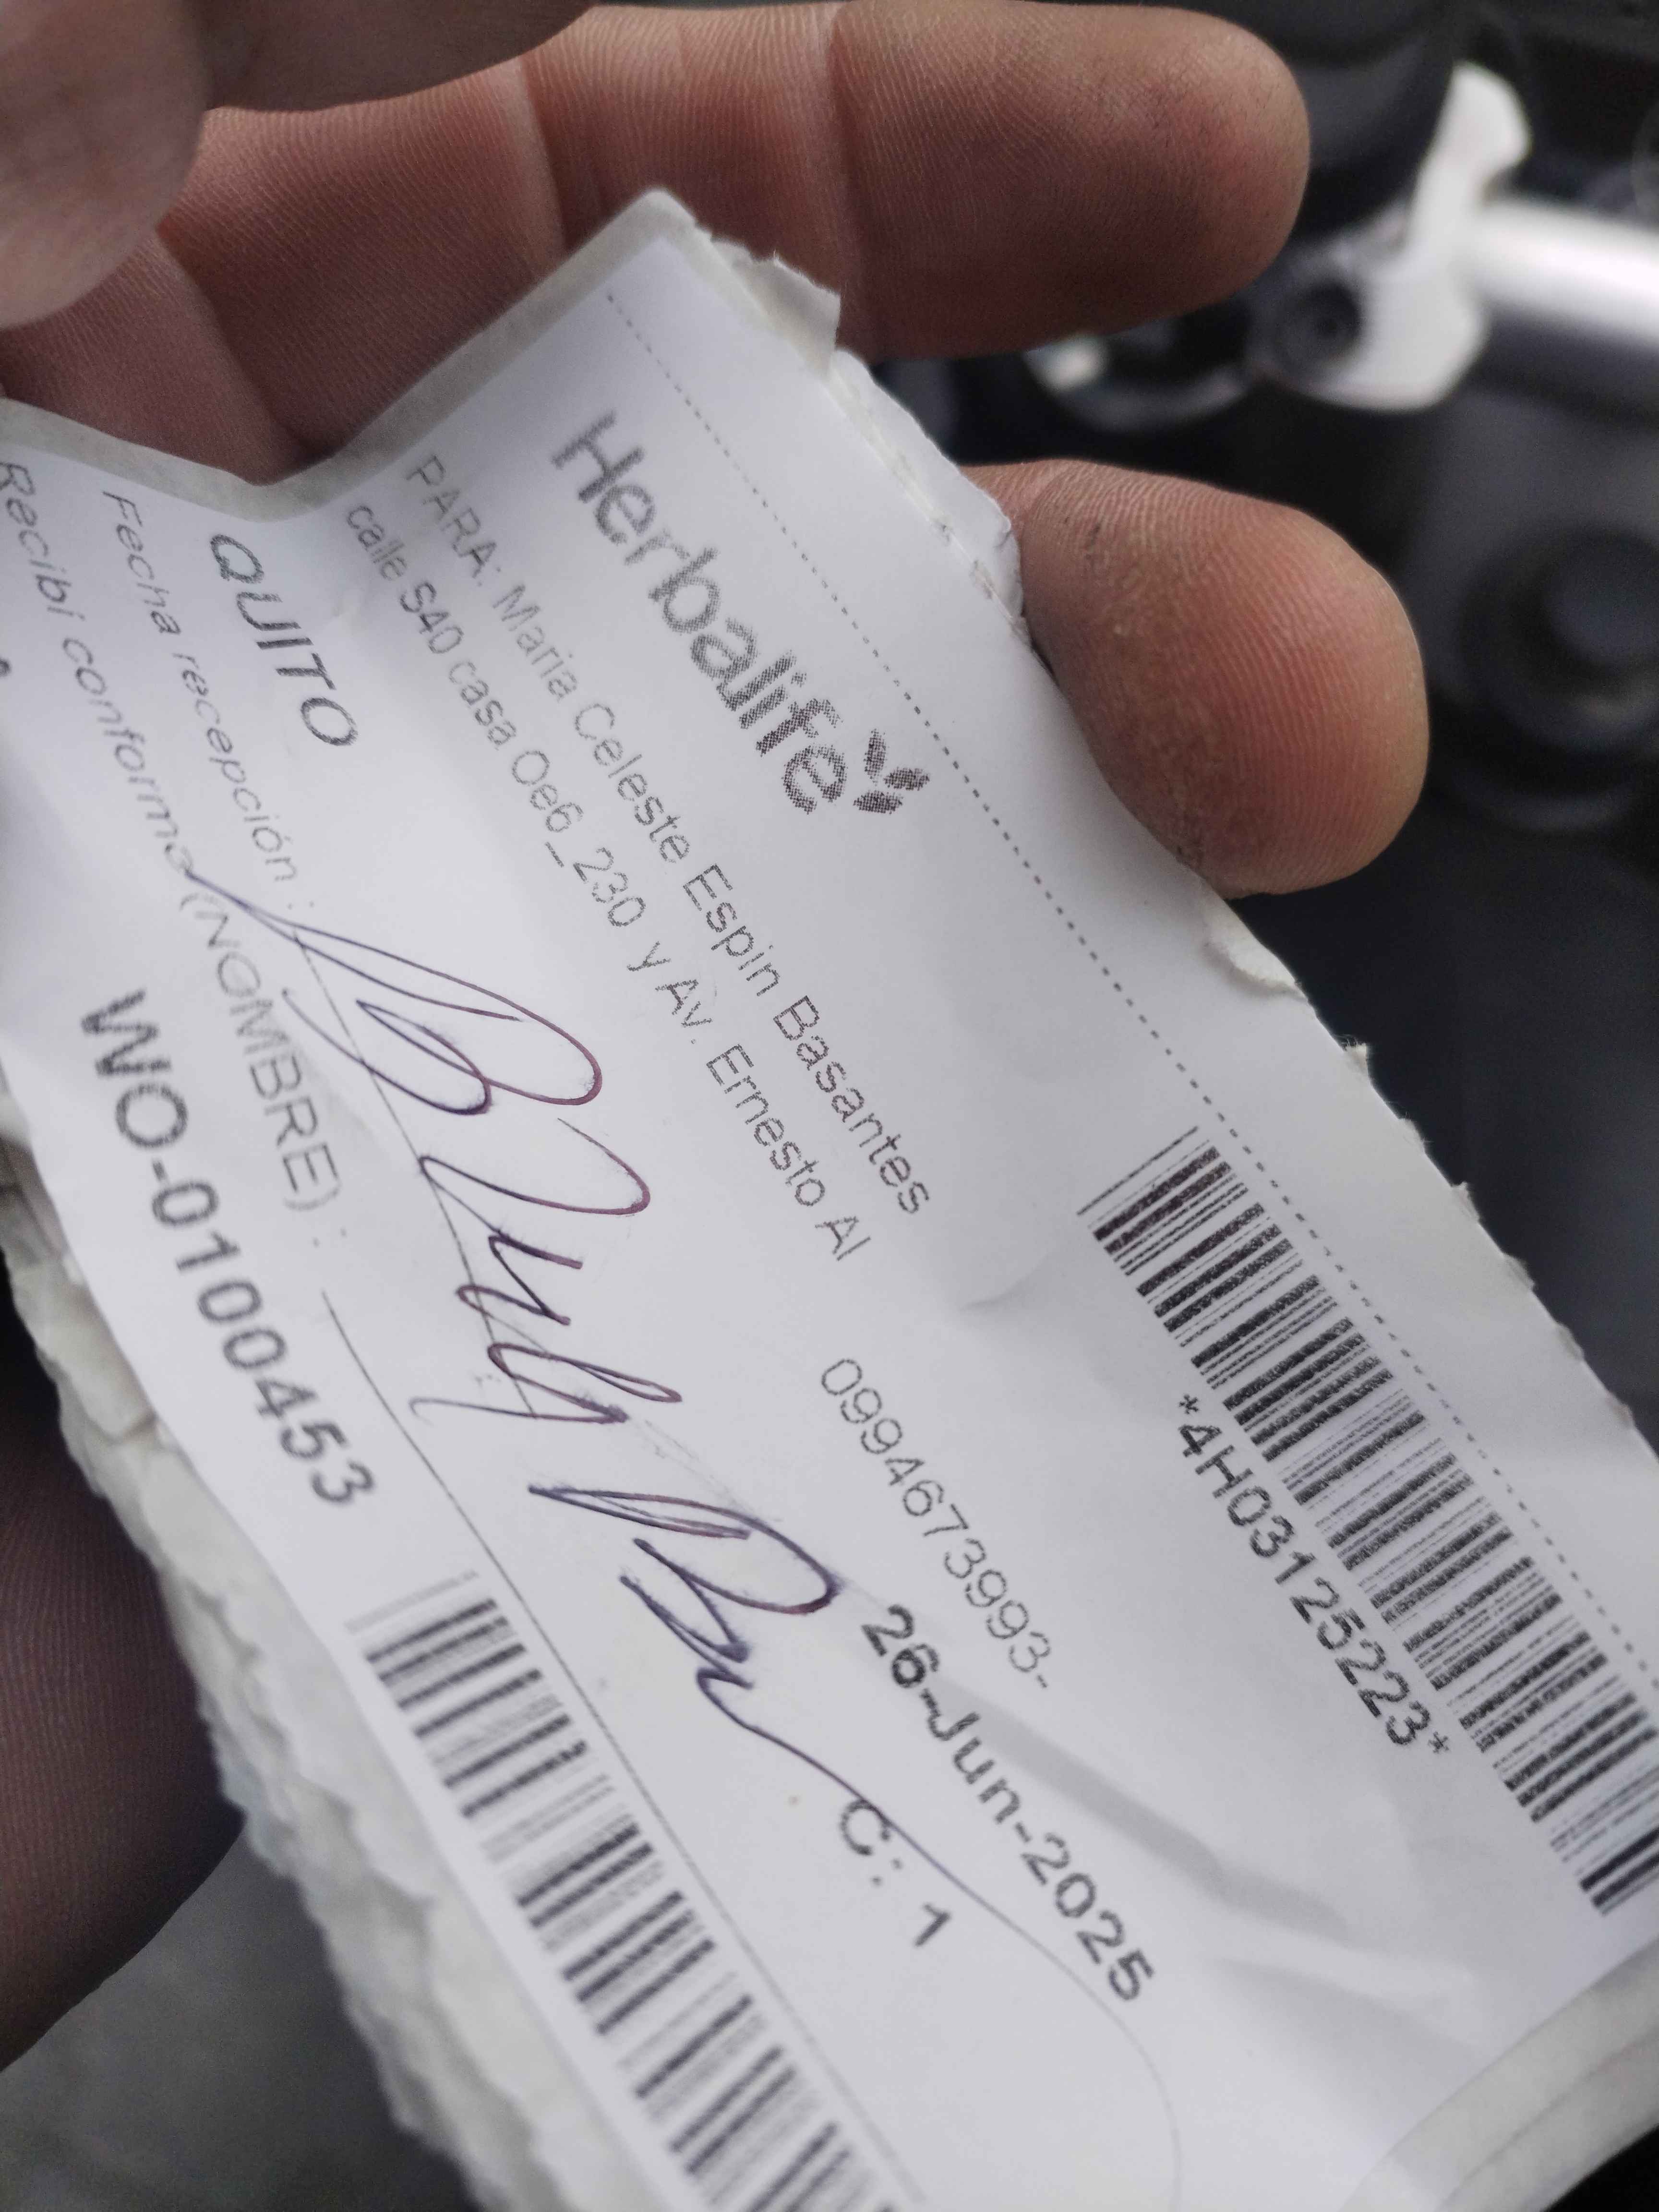 Herbalife
*4H03125223*
PARA: Maria Celeste Espin Basantes
calle S40 casa Oe6_230 y Av. Ernesto Al
0994673993-
QUITO
26-Jun-2025
Fecha recepción :
C: 1
Recibi conforme (NOMBRE) :
WO-0100453